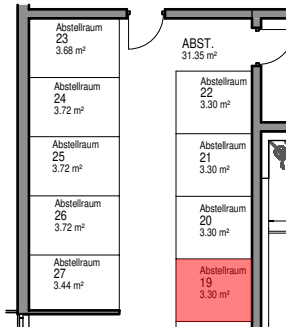 Abstellraum
23
3.68 m²
Abstellraum
24
3.72 m²
Abstellraum
25
3.72 m²
Abstellraum
26
3.72 m²
Abstellraum
27
3.44 m²
ABST.
31.35 m²
Abstellraum
22
3.30 m²
Abstellraum
21
3.30 m²
Abstellraum
20
3.30 m²
Abstellraum
19
3.30 m²